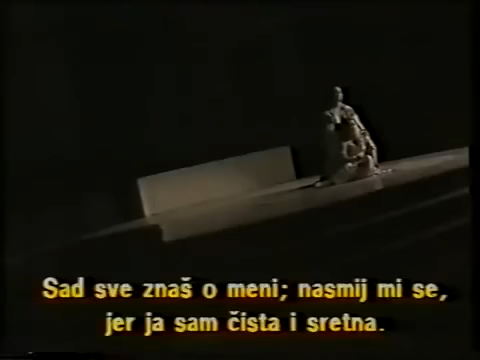 Sad sve znaš o meni; nasmij mi se,
jer ja sam čista i sretna.